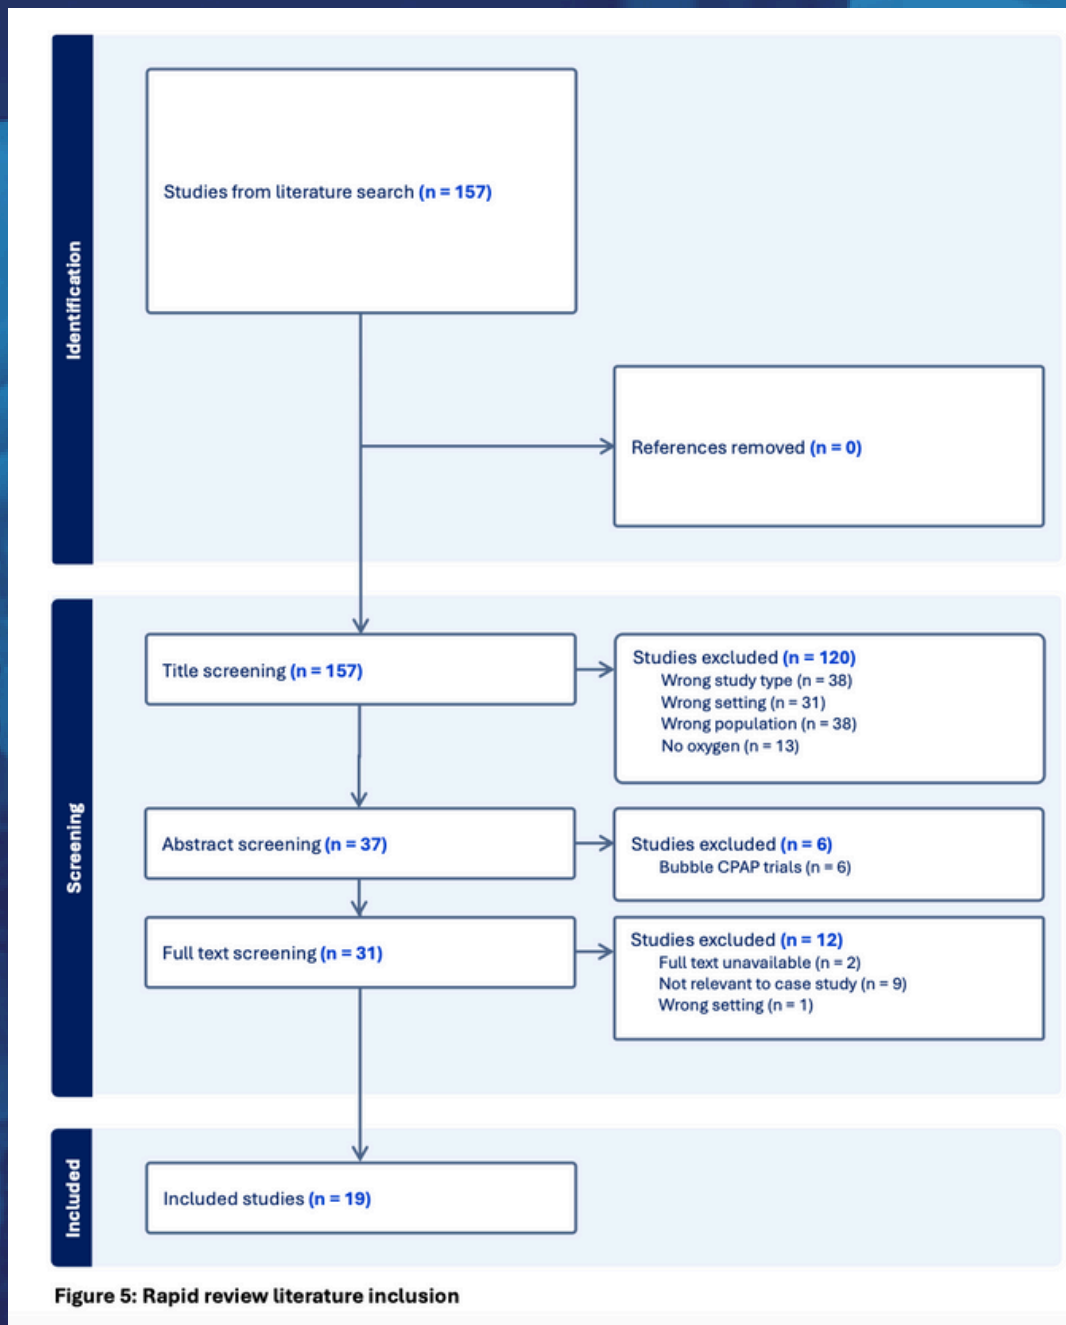 Identification
Studies from literature search (n = 157)
References removed (n = 0)
Screening
Title screening (n = 157)
Studies excluded (n = 120)
Wrong study type (n = 38)
Wrong setting (n = 31)
Wrong population (n = 38)
No oxygen (n = 13)
Abstract screening (n = 37)
Studies excluded (n = 6)
Bubble CPAP trials (n = 6)
Full text screening (n = 31)
Studies excluded (n = 12)
Full text unavailable (n = 2)
Not relevant to case study (n = 9)
Wrong setting (n = 1)
Included
Included studies (n = 19)
Figure 5: Rapid review literature inclusion